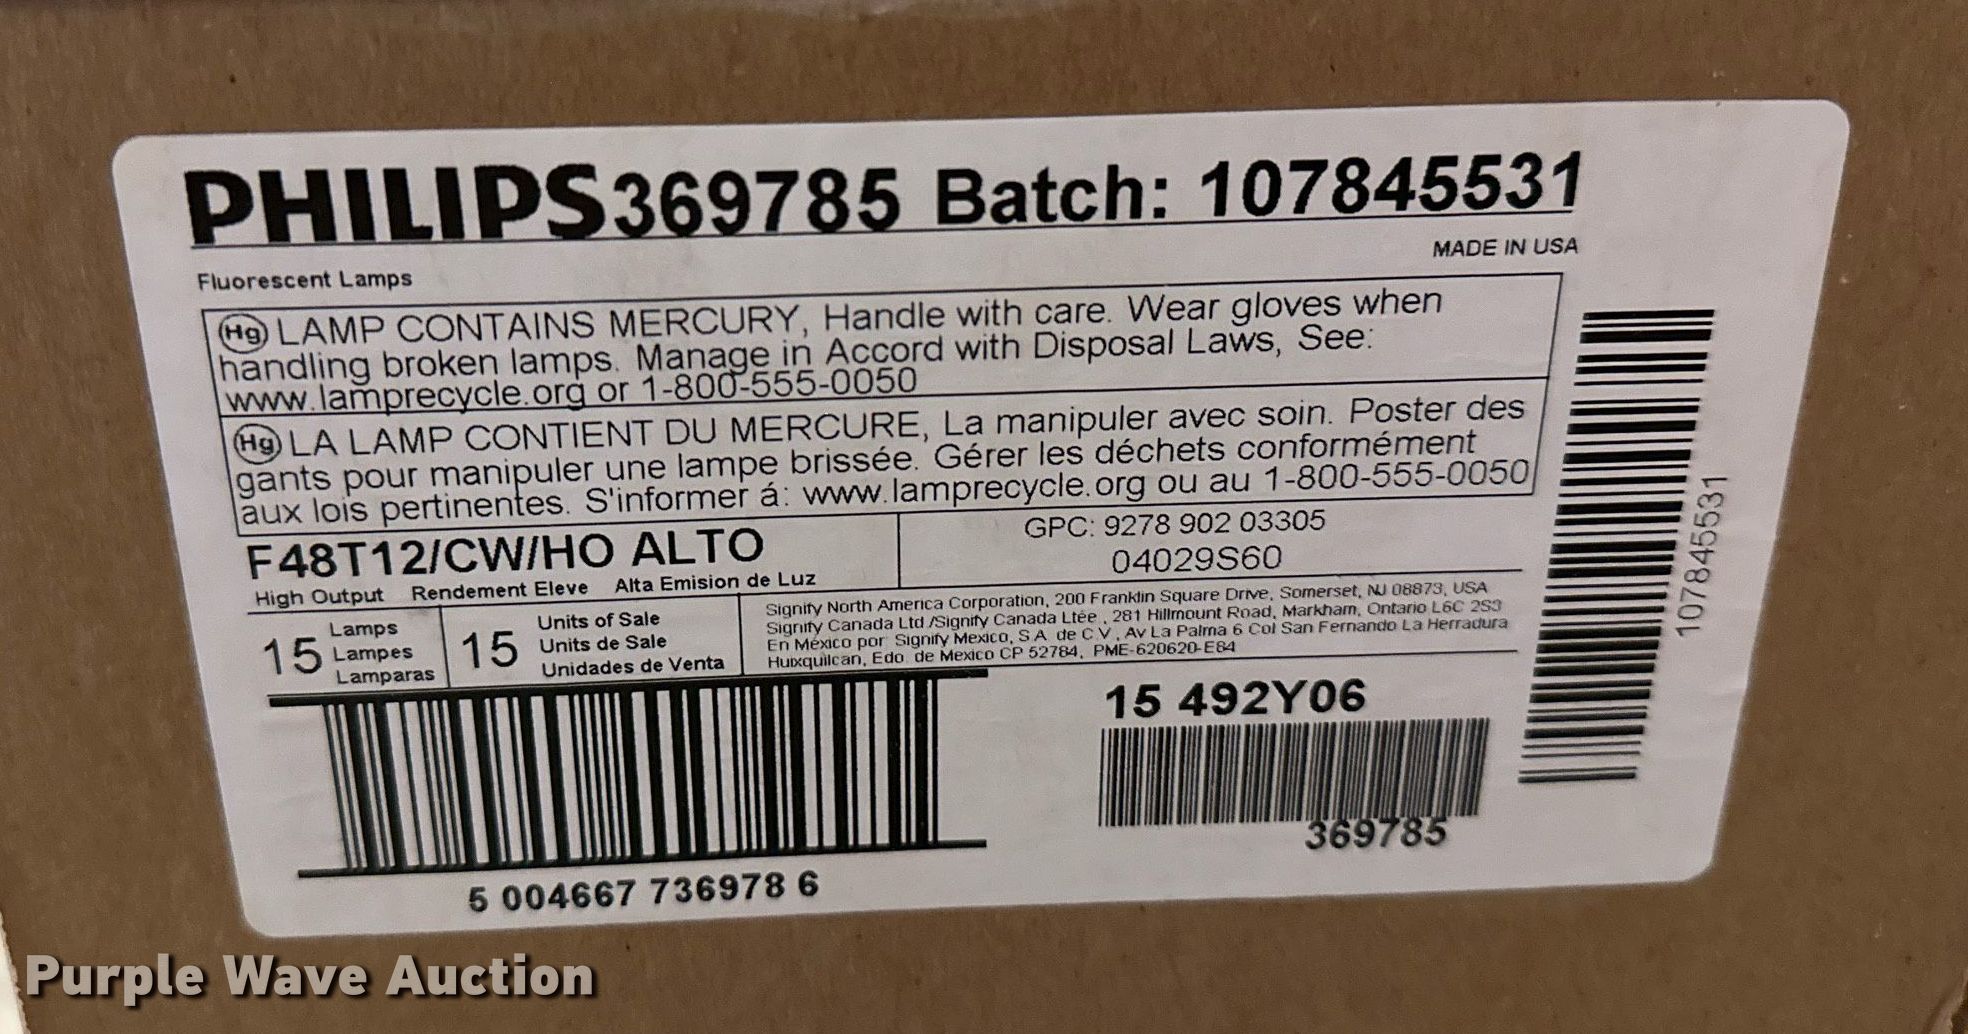 PHILIPS 369785 Batch: 107845531
MADE IN USA
Fluorescent Lamps
Hg LAMP CONTAINS MERCURY, Handle with care. Wear gloves when
handling broken lamps. Manage in Accord with Disposal Laws, See:
www.lamprecycle.org or 1-800-555-0050
Hg LA LAMP CONTIENT DU MERCURE, La manipuler avec soin. Poster des
gants pour manipuler une lampe brissée. Gérer les déchets conformément
aux lois pertinentes. S'informer á: www.lamprecycle.org ou au 1-800-555-0050
F48T12/CW/HO ALTO
High Output Rendement Eleve Alta Emision de Luz
GPC: 9278 902 03305
04029S60
15 Lamps
Lampes
Lamparas
15 Units of Sale
Units de Sale
Unidades de Venta
Signify North America Corporation, 200 Franklin Square Drive, Somerset, NJ 08873, USA
Signify Canada Ltd./Signify Canada Ltée., 281 Hillmount Road, Markham, Ontario L6C 2S3
En México por: Signify Mexico, S.A. de C.V., Av La Palma 6 Col San Fernando La Herradura
Huixquilcan, Edo. de Mexico CP 52784, PME-620620-E84
15 492Y06
369785
5 004667 736978 6
107845531
Purple Wave Auction